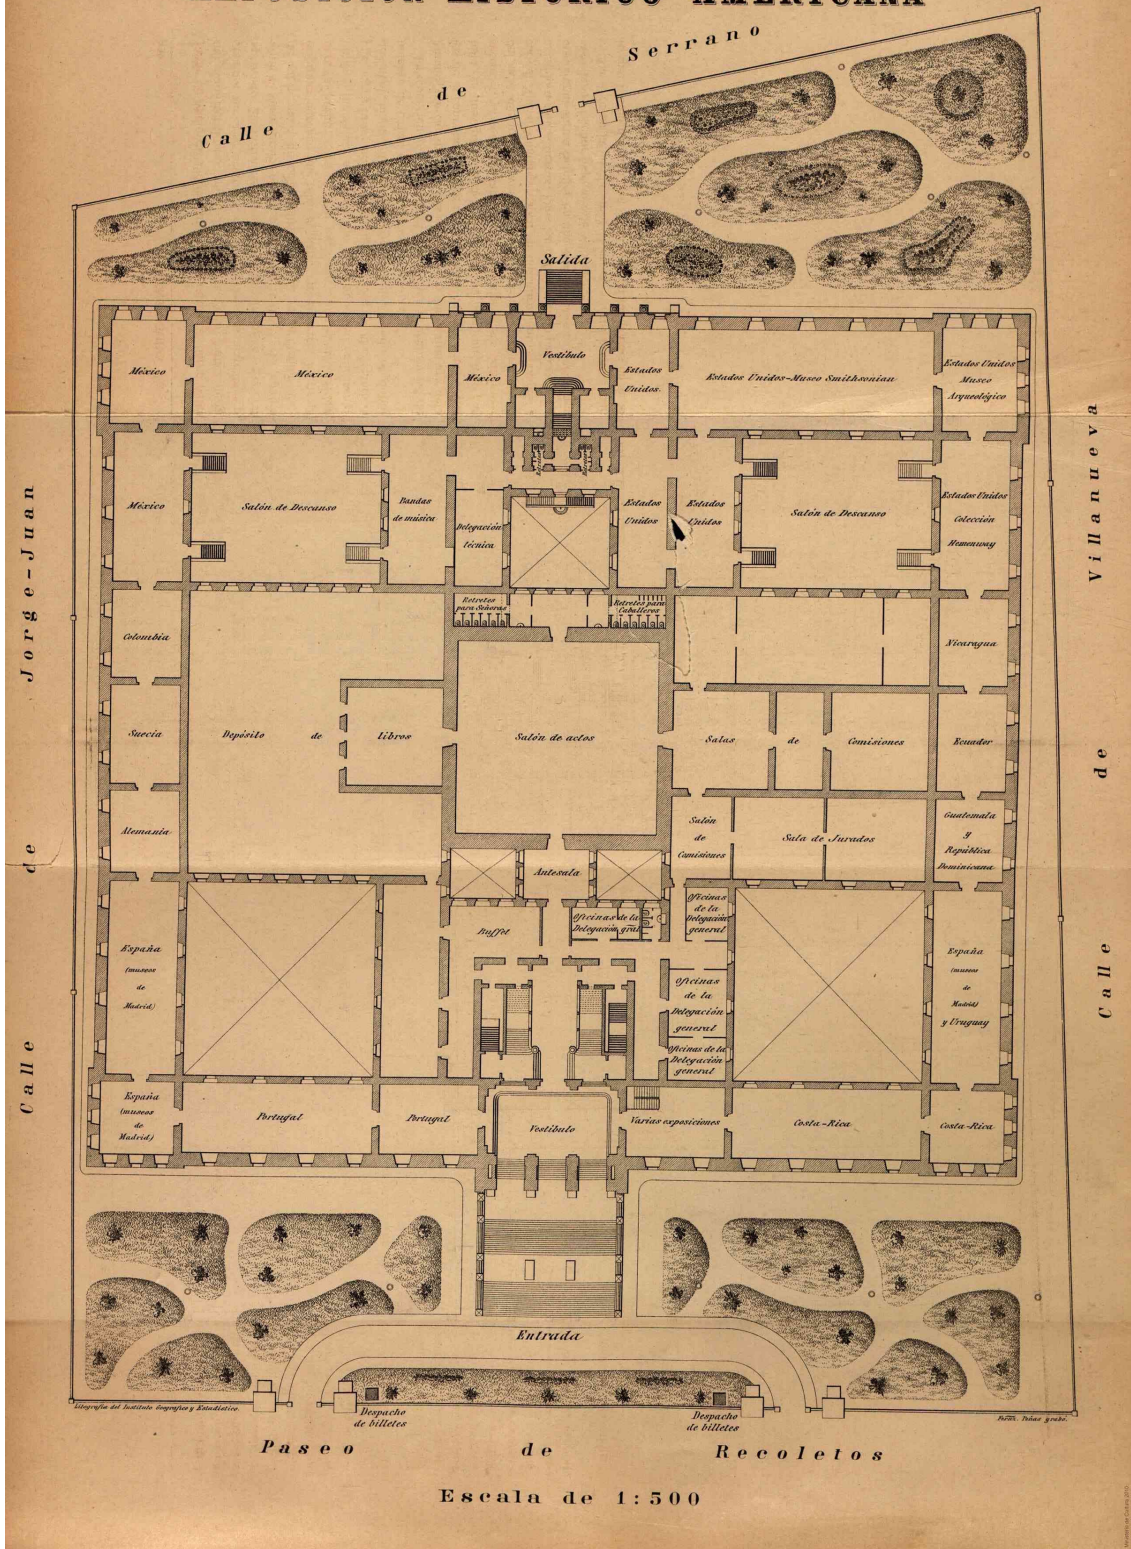 EXPOSICIÓN HISTÓRICO AMERICANA
Calle de Serrano
Salida
México
México
México
Vestíbulo
Estados
Unidos
Estados Unidos-Museo Smithsonian
Estados Unidos
Museo
Arqueológico
México
Salón de Descanso
Bandas
de música
Delegación
técnica
Estados
Unidos
Estados
Unidos
Salón de Descanso
Estados Unidos
Colección
Hemenway
Retretes
para Señoras
Retretes para
Caballeros
Colombia
Nicaragua
Suecia
Depósito de libros
Salón de actos
Salas de Comisiones
Ecuador
Alemania
Salón
de
Comisiones
Sala de Jurados
Guatemala
y
República
Dominicana
Antesala
Buffet
Oficinas de la
Delegación gral
Oficinas
de la
Delegación
general
España
(museos
de
Madrid)
España
(museos
de
Madrid)
y Uruguay
Oficinas
de la
Delegación
general
Oficinas de la
Delegación
general
España
(museos
de
Madrid)
Portugal
Portugal
Vestíbulo
Varias exposiciones
Costa-Rica
Costa-Rica
Calle de Jorge-Juan
Calle de Villanueva
Entrada
Despacho
de billetes
Despacho
de billetes
Litografía del Instituto Geográfico y Estadístico.
Paseo de Recoletos
Escala de 1:500